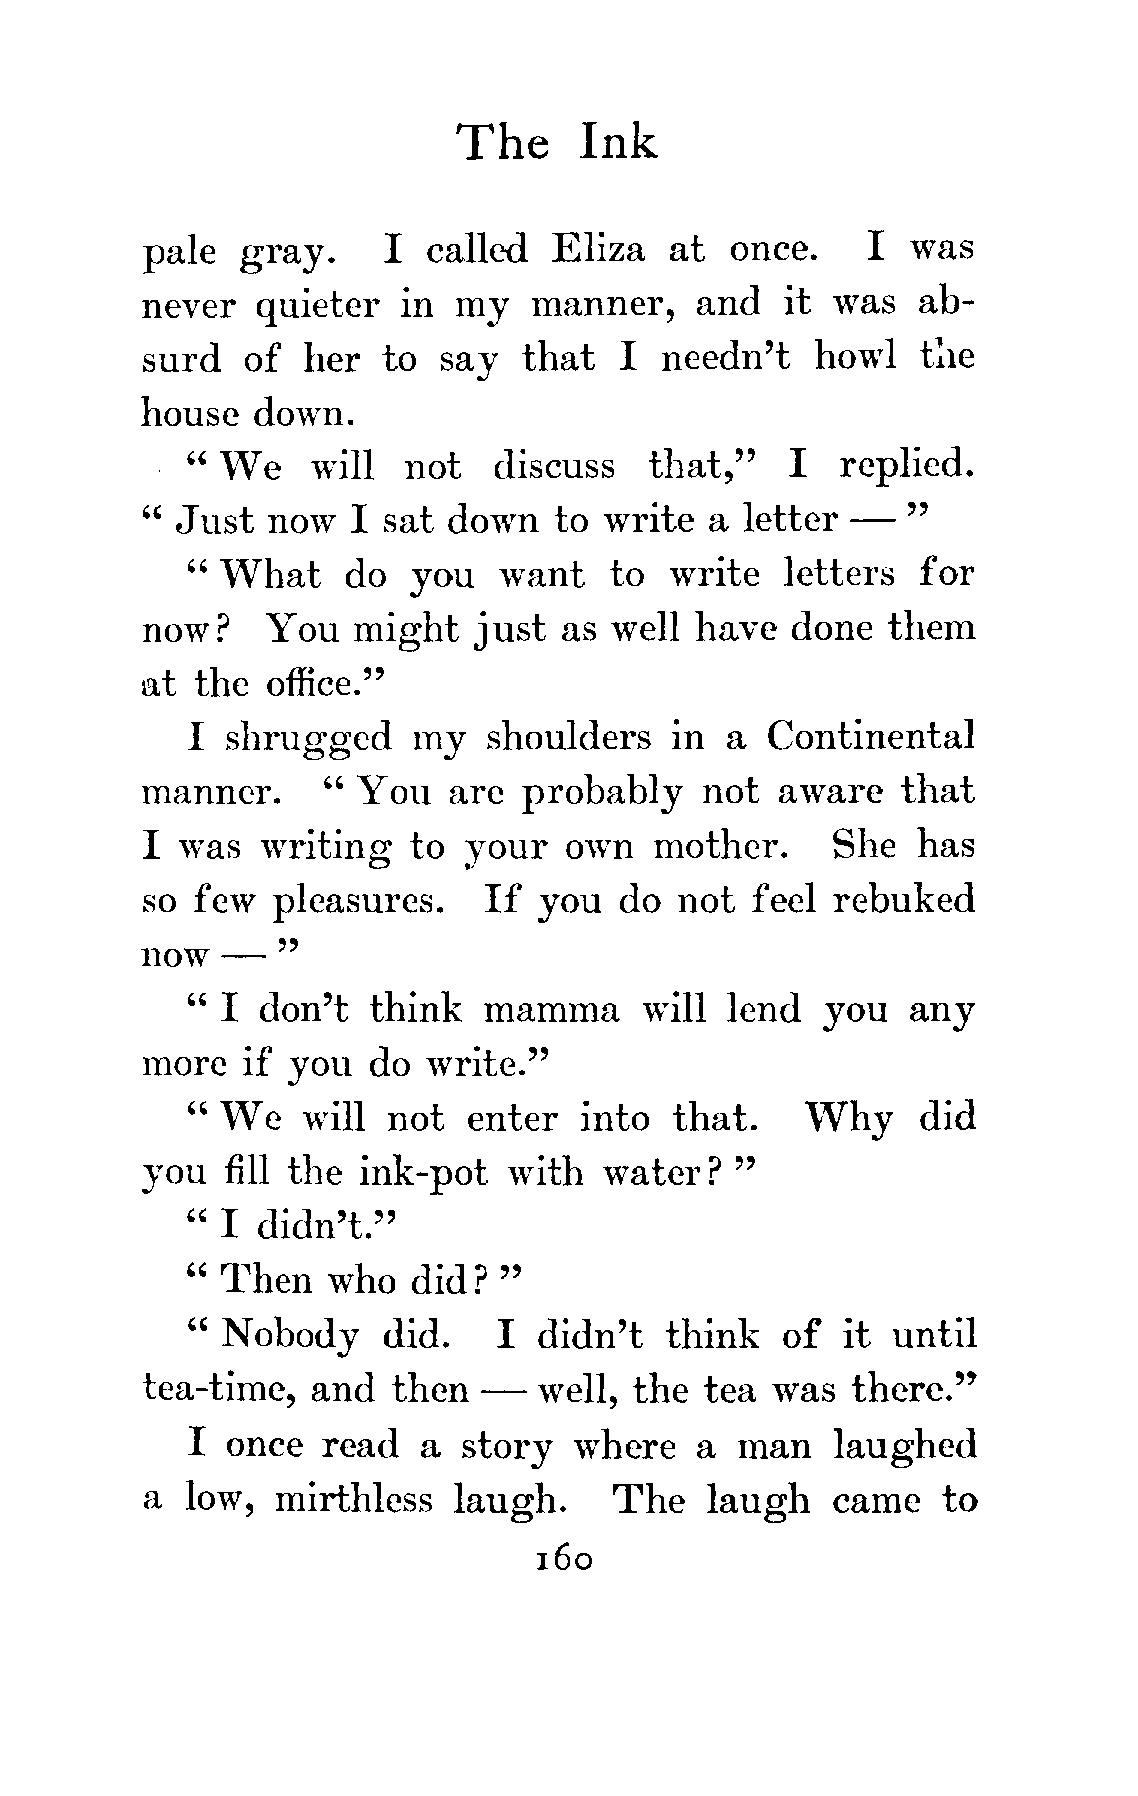 The Ink
pale gray. I called Eliza at once. I was
never quieter in my manner, and it was ab-
surd of her to say that I needn't howl the
house down.
" We will not discuss that," I replied.
" Just now I sat down to write a letter — "
" What do you want to write letters for
now? You might just as well have done them
at the office."
I shrugged my shoulders in a Continental
manner. " You are probably not aware that
I was writing to your own mother. She has
so few pleasures. If you do not feel rebuked
now — "
" I don't think mamma will lend you any
more if you do write."
" We will not enter into that. Why did
you fill the ink-pot with water? "
" I didn't."
" Then who did? "
" Nobody did. I didn't think of it until
tea-time, and then — well, the tea was there."
I once read a story where a man laughed
a low, mirthless laugh. The laugh came to
160